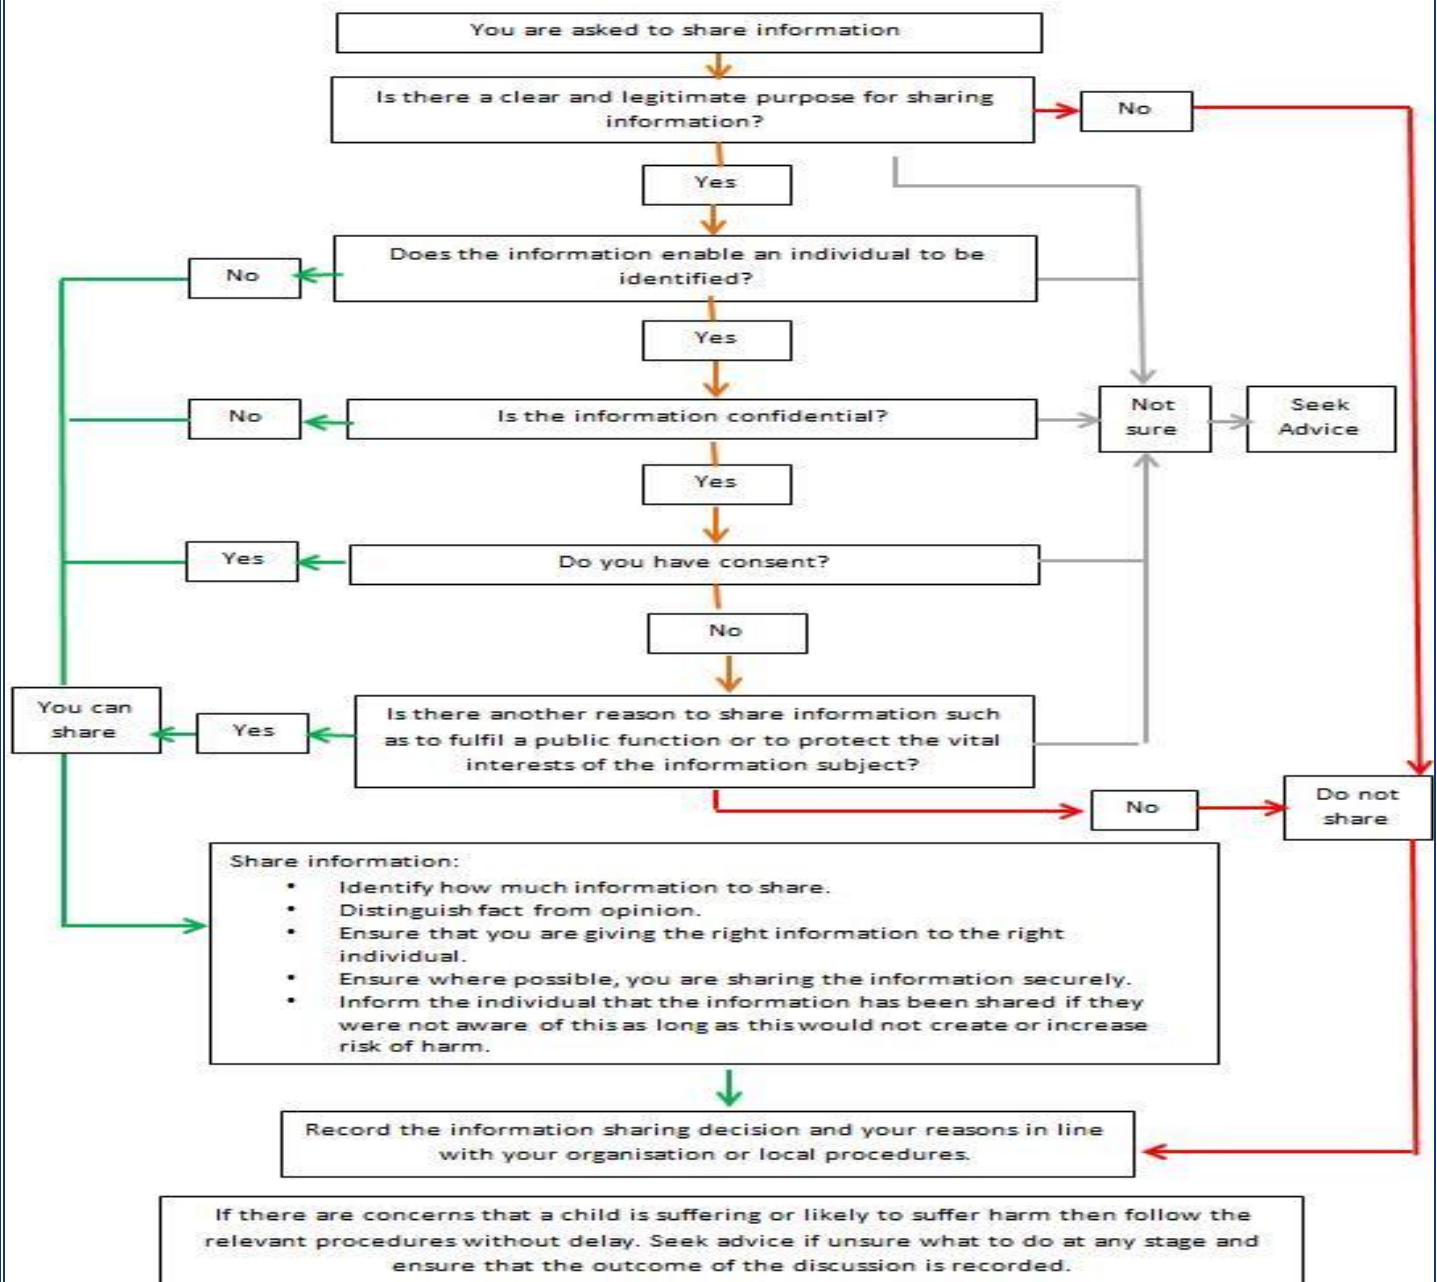 You are asked to share information
Is there a clear and legitimate purpose for sharing
information?
No
Yes
Does the information enable an individual to be
identified?
No
Yes
Is the information confidential?
No
Not
sure
Seek
Advice
Yes
Do you have consent?
Yes
No
Is there another reason to share information such
as to fulfil a public function or to protect the vital
interests of the information subject?
Yes
You can
share
No
Do not
share
Share information:
• Identify how much information to share.
• Distinguish fact from opinion.
• Ensure that you are giving the right information to the right
individual.
• Ensure where possible, you are sharing the information securely.
• Inform the individual that the information has been shared if they
were not aware of this as long as this would not create or increase
risk of harm.
Record the information sharing decision and your reasons in line
with your organisation or local procedures.
If there are concerns that a child is suffering or likely to suffer harm then follow the
relevant procedures without delay. Seek advice if unsure what to do at any stage and
ensure that the outcome of the discussion is recorded.